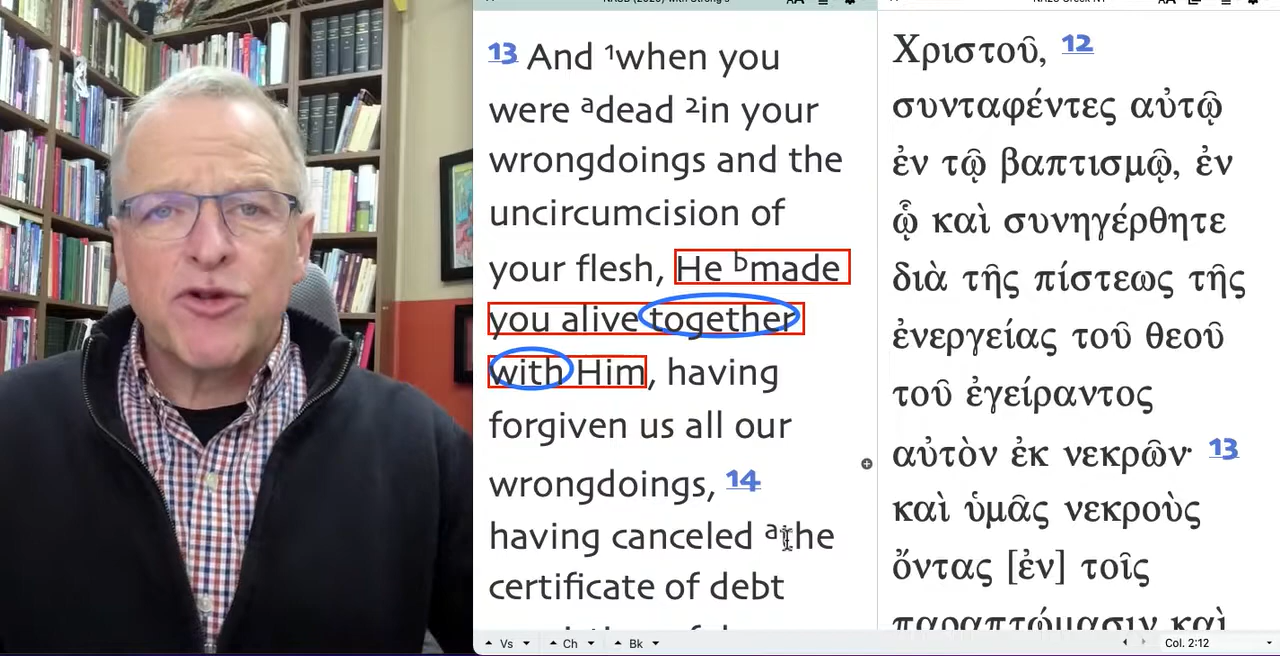 13 And 1when you
were adead 2in your
wrongdoings and the
uncircumcision of
your flesh, He bmade
you alive together
with Him, having
forgiven us all our
wrongdoings, 14
having canceled athe
certificate of debt
Vs Ch Bk
Χριστοῦ, 12
συνταφέντες αὐτῷ
ἐν τῷ βαπτισμῷ, ἐν
ᾧ καὶ συνηγέρθητε
διὰ τῆς πίστεως τῆς
ἐνεργείας τοῦ θεοῦ
τοῦ ἐγείραντος
αὐτὸν ἐκ νεκρῶν· 13
καὶ ὑμᾶς νεκροὺς
ὄντας [ἐν] τοῖς
παραπτώμασιν καὶ
Col. 2:12